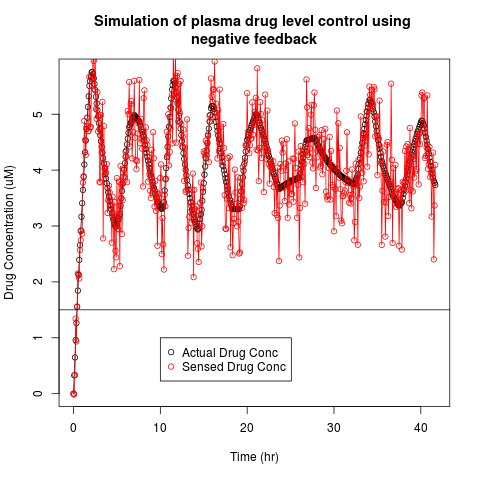 Simulation of plasma drug level control using
negative feedback
Drug Concentration (uM)
5
4
3
2
1
0
Actual Drug Conc
Sensed Drug Conc
0 10 20 30 40
Time (hr)